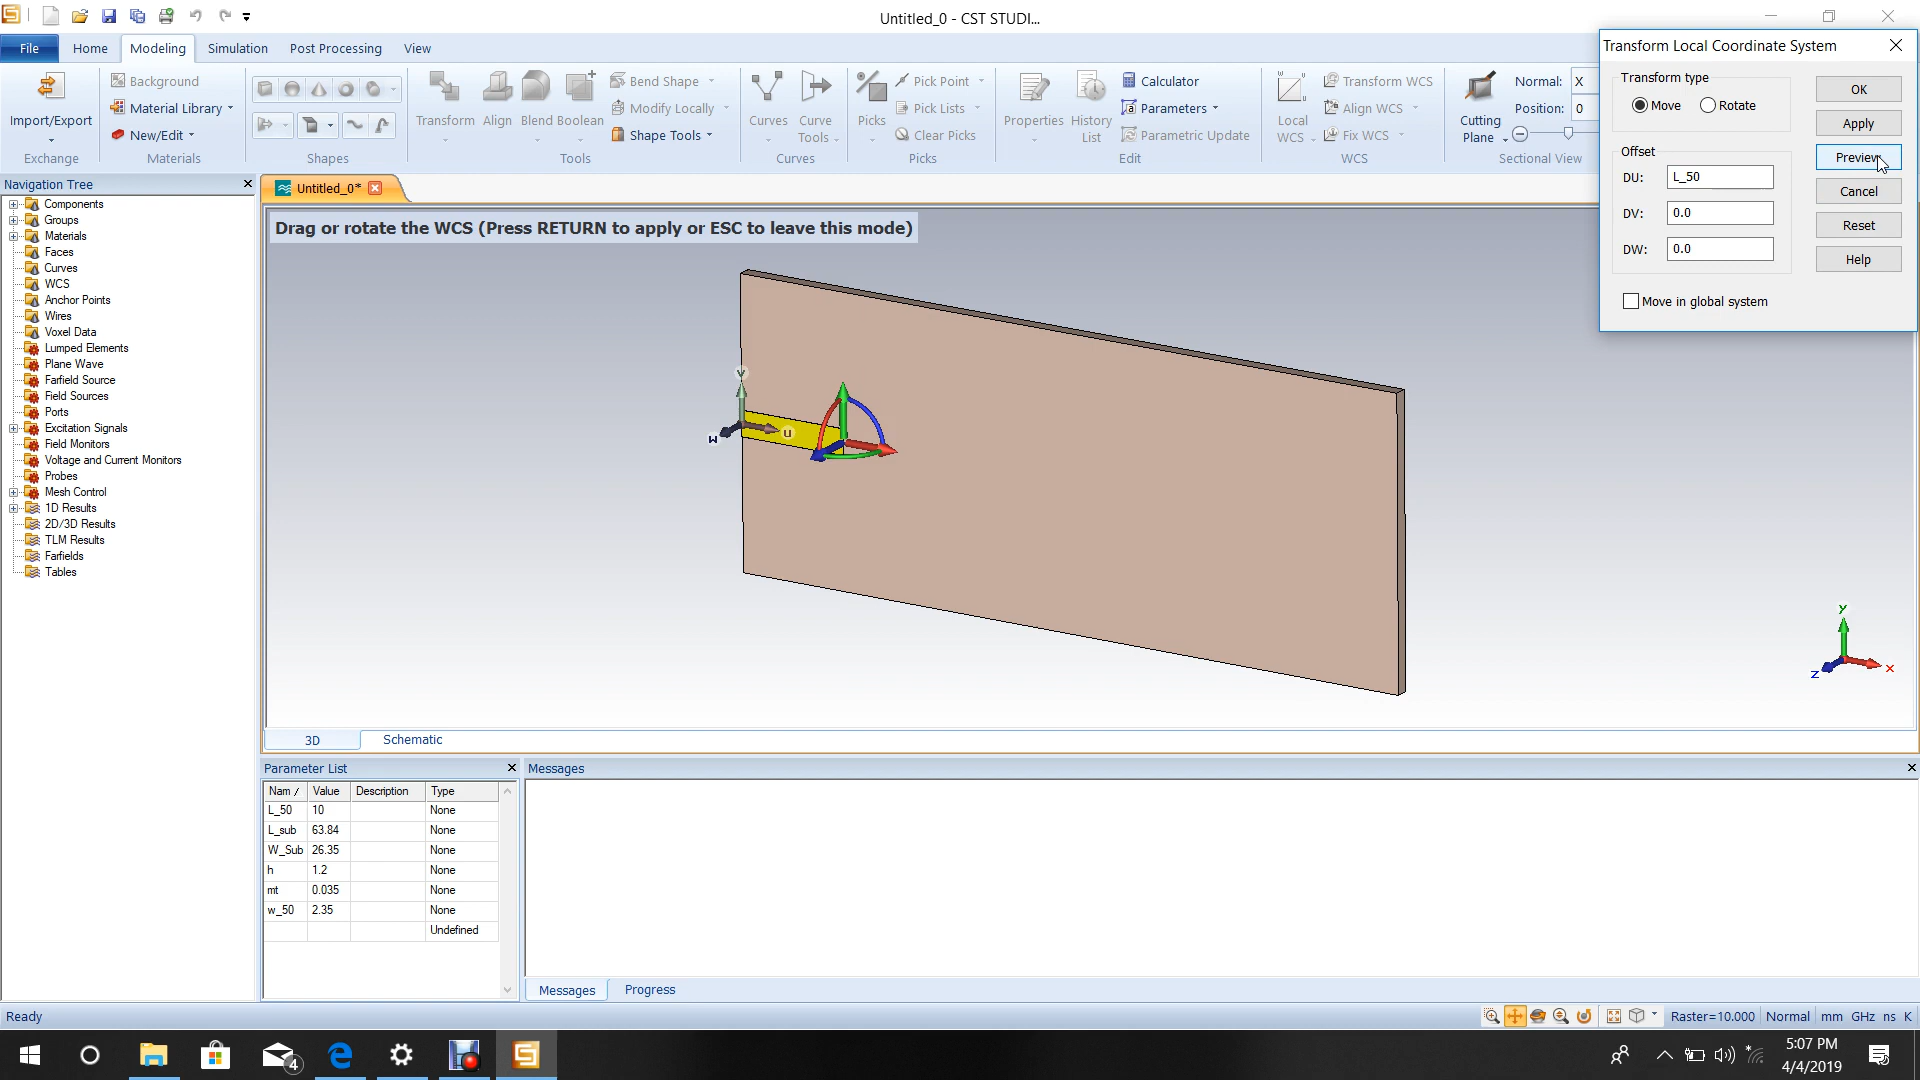 Untitled_0 - CST STUDI...
File
Home
Modeling
Simulation
Post Processing
View
Import/Export
Exchange
Background
Material Library
New/Edit
Materials
Shapes
Transform
Align
Blend
Boolean
Bend Shape
Modify Locally
Shape Tools
Tools
Curves
Curve
Tools
Curves
Picks
Pick Point
Pick Lists
Clear Picks
Picks
Properties
History
List
Calculator
Parameters
Parametric Update
Edit
Local
WCS
Transform WCS
Align WCS
Fix WCS
WCS
Cutting
Plane
Normal: X
Position: 0
Sectional View
Transform Local Coordinate System
Transform type
Move
Rotate
Offset
DU: L_50
DV: 0.0
DW: 0.0
Move in global system
OK
Apply
Preview
Cancel
Reset
Help
Navigation Tree
Components
Groups
Materials
Faces
Curves
WCS
Anchor Points
Wires
Voxel Data
Lumped Elements
Plane Wave
Farfield Source
Field Sources
Ports
Excitation Signals
Field Monitors
Voltage and Current Monitors
Probes
Mesh Control
1D Results
2D/3D Results
TLM Results
Farfields
Tables
Untitled_0*
Drag or rotate the WCS (Press RETURN to apply or ESC to leave this mode)
v
u
w
y
x
z
3D
Schematic
Parameter List
Nam / Value Description Type
L_50 10 None
L_sub 63.84 None
W_Sub 26.35 None
h 1.2 None
mt 0.035 None
w_50 2.35 None
Undefined
Messages
Messages
Progress
Ready
Raster=10.000 Normal mm GHz ns K
4
5:07 PM
4/4/2019